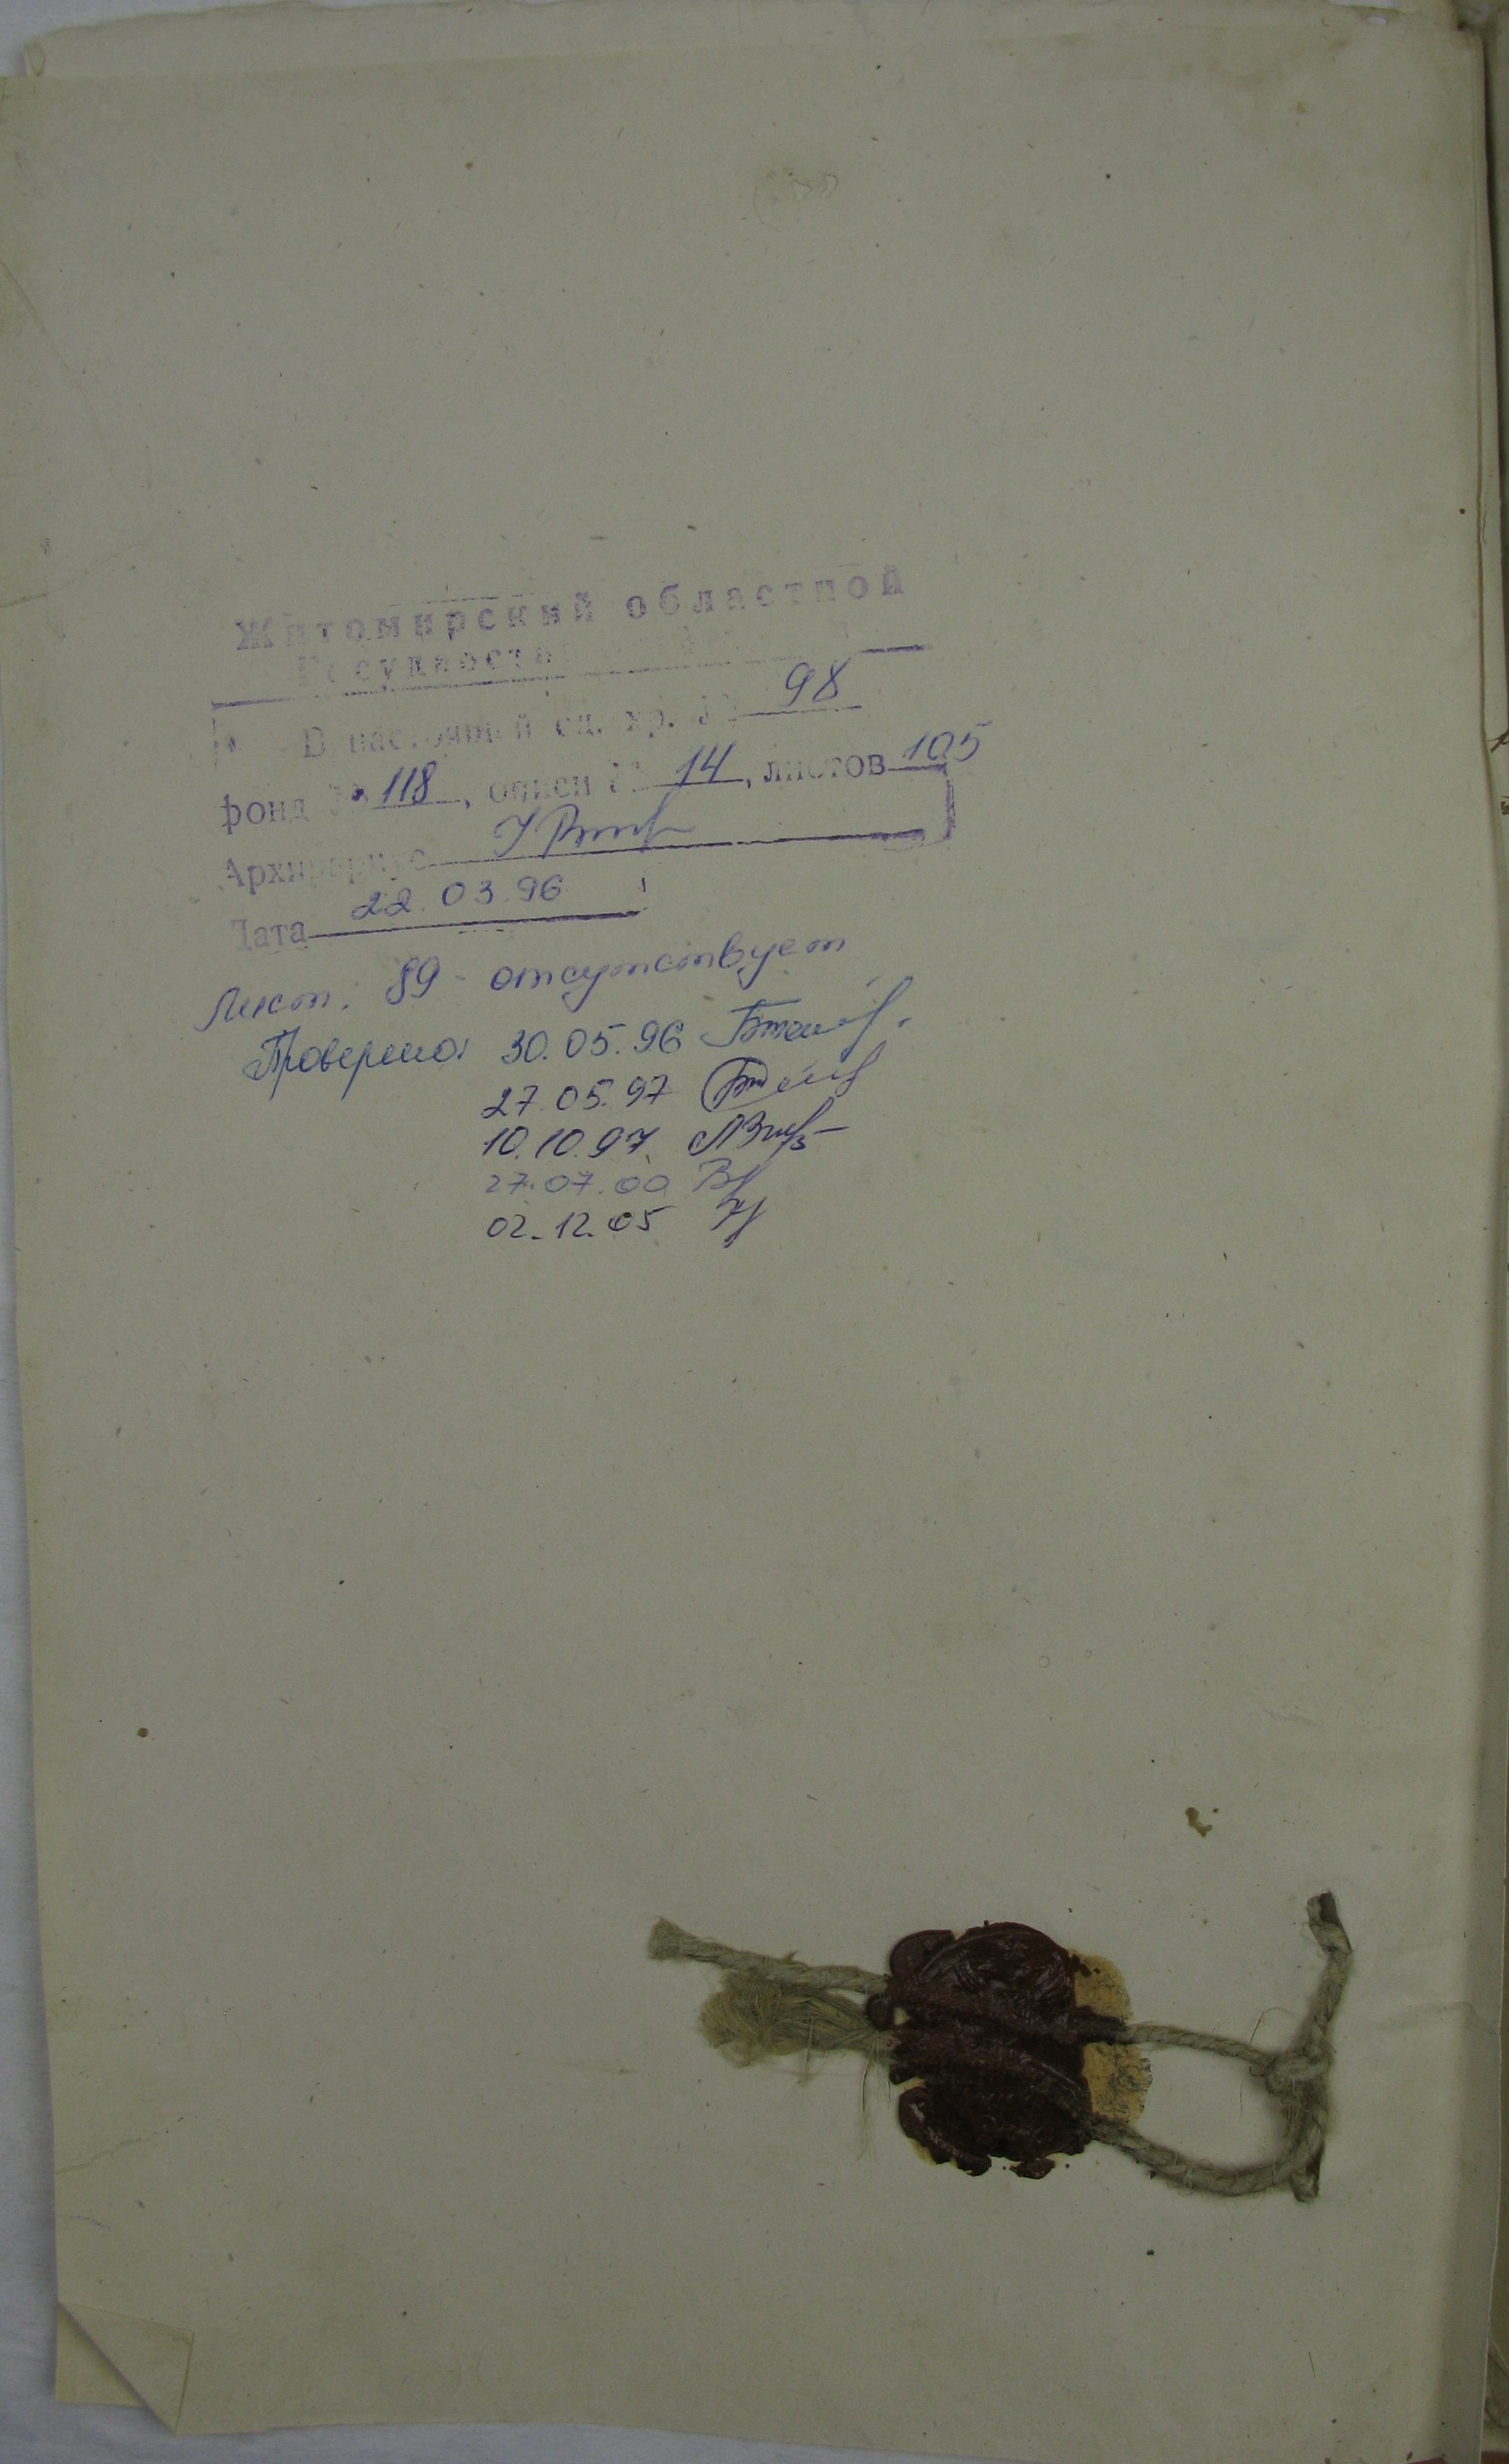 Житомирский областной
В настоящей ед. хр. № 98
фонд № 118, описи № 14, листов 105
Архивариус
Дата 22.03.96
Лист: 89 - отсутствует
Проверено: 30.05.96
27.05.97
10.10.97
27.07.00
02.12.05